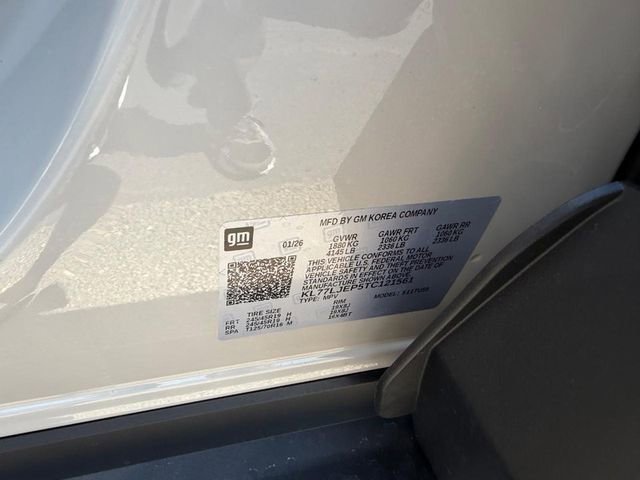 gm
MFD BY GM KOREA COMPANY
01/26 GVWR GAWR FRT GAWR RR
1880 KG 1060 KG 1060 KG
4145 LB 2336 LB 2336 LB
THIS VEHICLE CONFORMS TO ALL
APPLICABLE U.S. FEDERAL MOTOR
VEHICLE SAFETY AND THEFT PREVENTION
STANDARDS IN EFFECT ON THE DATE OF
MANUFACTURE SHOWN ABOVE.
KL77LJEP5TC121561
TYPE: MPV MODEL:
TIRE SIZE RIM
FRT 245/45R19 H 19X8J
RR 245/45R19 H 19X8J
SPA T125/70R16 M 16X4BT